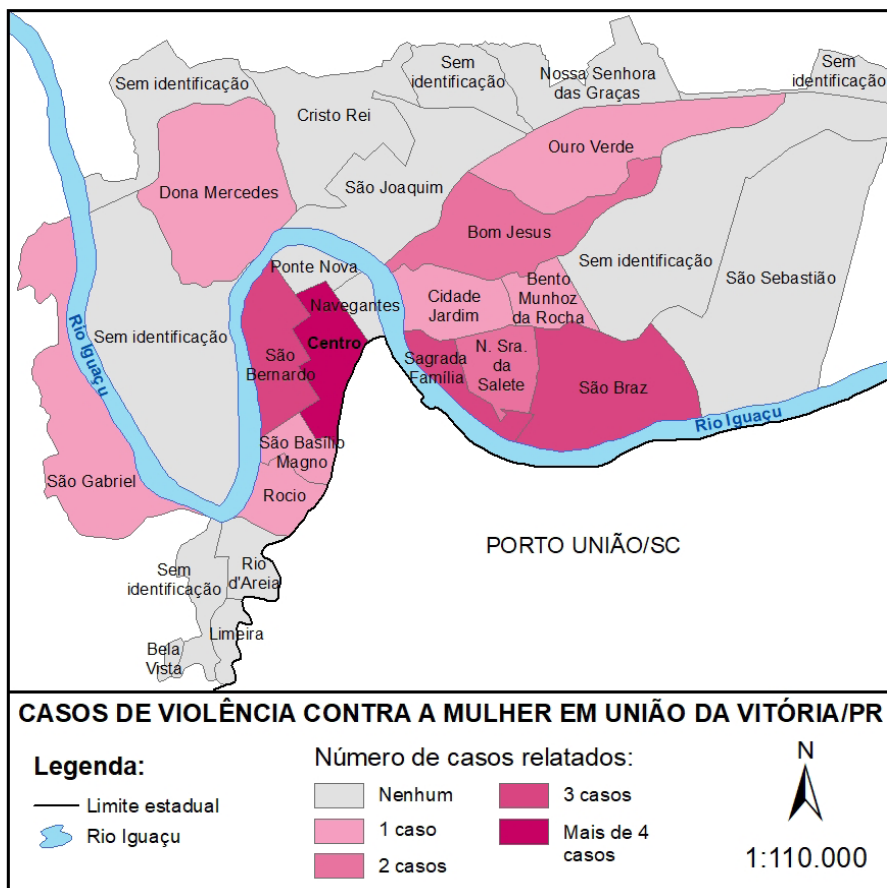 Sem identificação
Sem
identificação
Nossa Senhora
das Graças
Sem
identificação
Cristo Rei
Ouro Verde
Dona Mercedes
São Joaquim
Bom Jesus
Ponte Nova
Sem identificação
São Sebastião
Bento
Munhoz
da Rocha
Cidade
Jardim
Navegantes
Rio Iguaçu
Sem identificação
Centro
São
Bernardo
Sagrada
Família
N. Sra.
da
Salete
São Braz
Rio Iguaçu
São Basílio
Magno
São Gabriel
Rocio
PORTO UNIÃO/SC
Sem
identificação
Rio
d'Areia
Limeira
Bela
Vista
CASOS DE VIOLÊNCIA CONTRA A MULHER EM UNIÃO DA VITÓRIA/PR
Legenda:
Limite estadual
Rio Iguaçu
Número de casos relatados:
Nenhum
1 caso
2 casos
3 casos
Mais de 4
casos
N
1:110.000